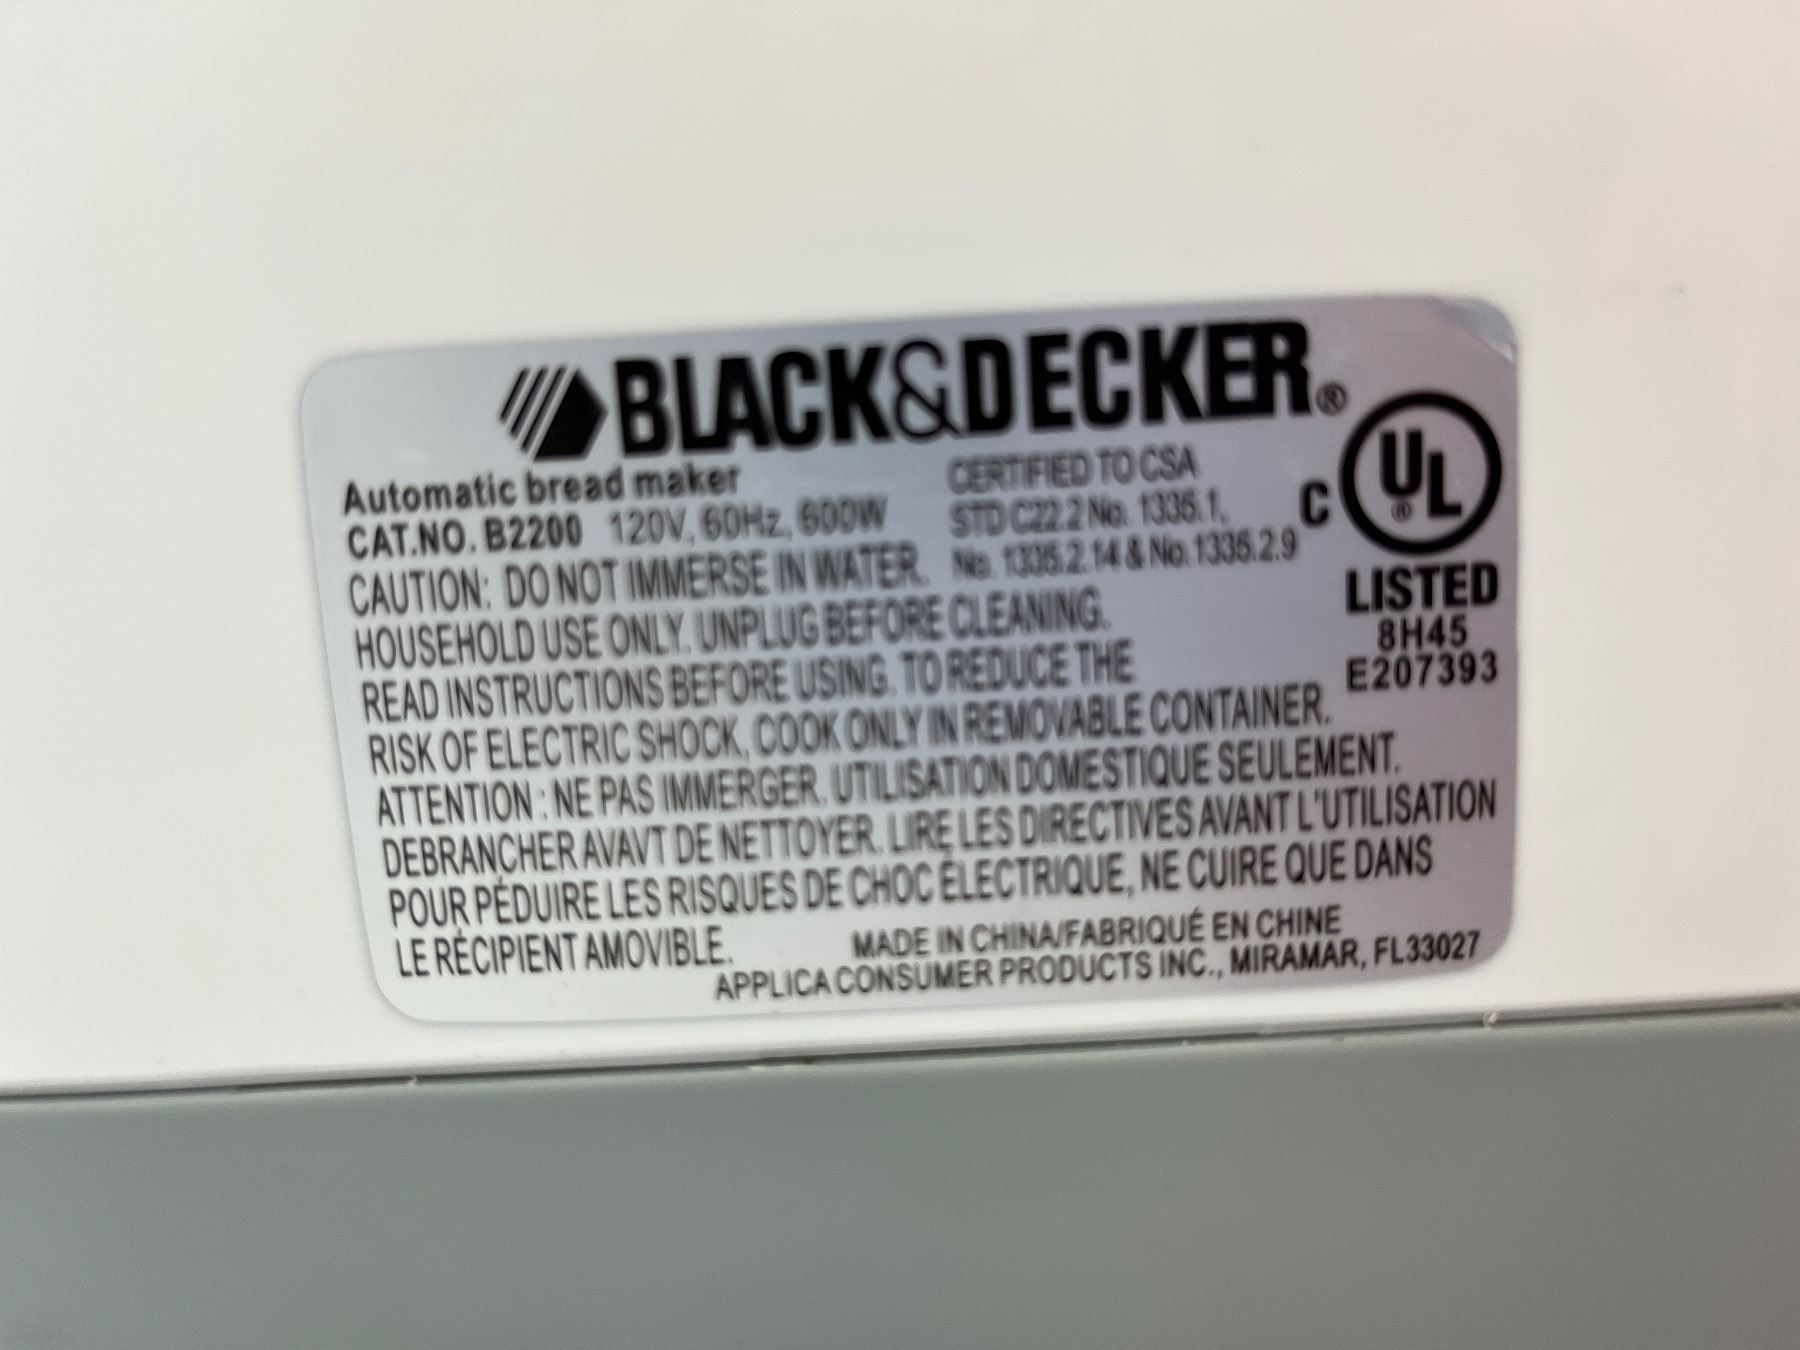 BLACK&DECKER®
Automatic bread maker
CAT.NO. B2200 120V, 60Hz, 600W
CERTIFIED TO CSA
STD C22.2 No. 1335.1,
No. 1335.2.14 & No. 1335.2.9
C UL ®
LISTED
8H45
E207393
CAUTION: DO NOT IMMERSE IN WATER.
HOUSEHOLD USE ONLY. UNPLUG BEFORE CLEANING.
READ INSTRUCTIONS BEFORE USING. TO REDUCE THE
RISK OF ELECTRIC SHOCK, COOK ONLY IN REMOVABLE CONTAINER.
ATTENTION : NE PAS IMMERGER. UTILISATION DOMESTIQUE SEULEMENT.
DEBRANCHER AVAVT DE NETTOYER. LIRE LES DIRECTIVES AVANT L'UTILISATION
POUR PÉDUIRE LES RISQUES DE CHOC ÉLECTRIQUE, NE CUIRE QUE DANS
LE RÉCIPIENT AMOVIBLE.
MADE IN CHINA/FABRIQUÉ EN CHINE
APPLICA CONSUMER PRODUCTS INC., MIRAMAR, FL33027